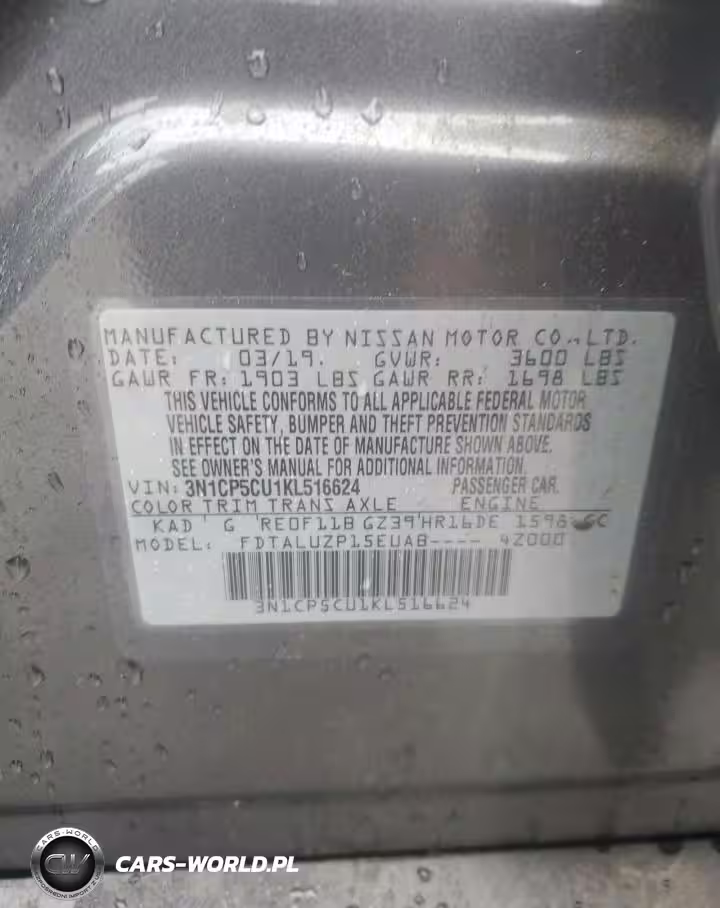 MANUFACTURED BY NISSAN MOTOR CO., LTD.
DATE: 03/19. GVWR: 3600 LBS
GAWR FR: 1903 LBS GAWR RR: 1698 LBS
THIS VEHICLE CONFORMS TO ALL APPLICABLE FEDERAL MOTOR
VEHICLE SAFETY, BUMPER AND THEFT PREVENTION STANDARDS
IN EFFECT ON THE DATE OF MANUFACTURE SHOWN ABOVE.
SEE OWNER'S MANUAL FOR ADDITIONAL INFORMATION.
VIN: 3N1CP5CU1KL516624 PASSENGER CAR.
COLOR TRIM TRANS AXLE ENGINE
KAD G RE0F11B GZ39 HR16DE 1598
MODEL: FDTALUZP15EUAB---- 4Z000
3N1CP5CU1KL516624
CARS-WORLD
CW
CARS-WORLD.PL